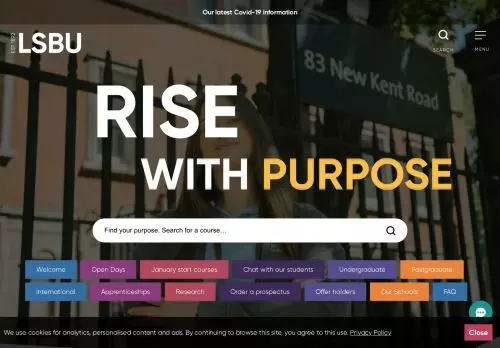 Our latest Covid-19 information
EST 1892
LSBU
SEARCH
MENU
83 New Kent Road
RISE
WITH PURPOSE
Find your purpose. Search for a course...
Welcome
Open Days
January start courses
Chat with our students
Undergraduate
Postgraduate
International
Apprenticeships
Research
Order a prospectus
Offer holders
Our Schools
FAQ
We use cookies for analytics, personalised content and ads. By continuing to browse this site, you agree to this use. Privacy Policy
Close